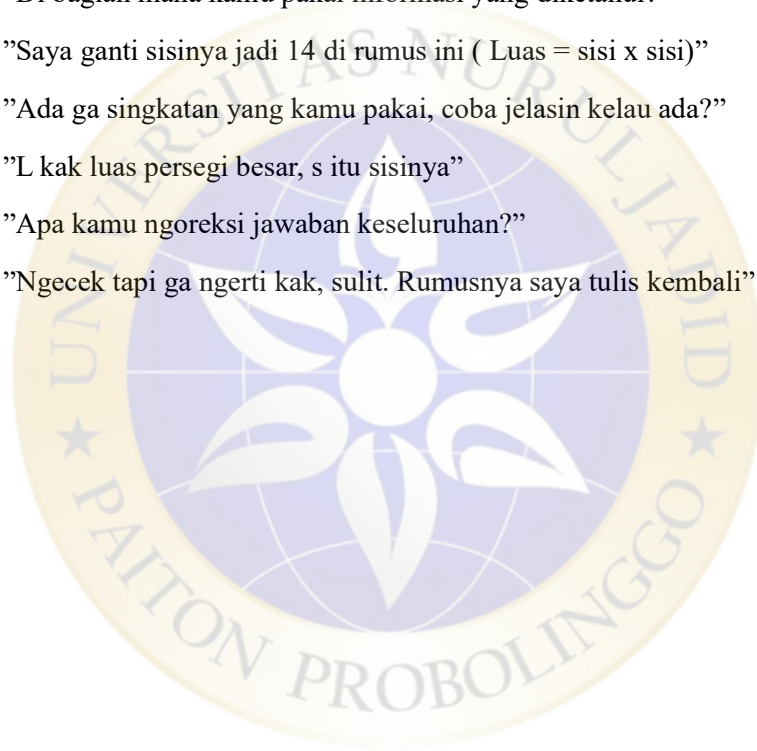 ”Saya ganti sisinya jadi 14 di rumus ini ( Luas = sisi x sisi)”
”Ada ga singkatan yang kamu pakai, coba jelasin kelau ada?”
”L kak luas persegi besar, s itu sisinya”
”Apa kamu ngoreksi jawaban keseluruhan?”
”Ngecek tapi ga ngerti kak, sulit. Rumusnya saya tulis kembali”
UNIVERSITAS NURUL JADID
PAITON PROBOLINGGO